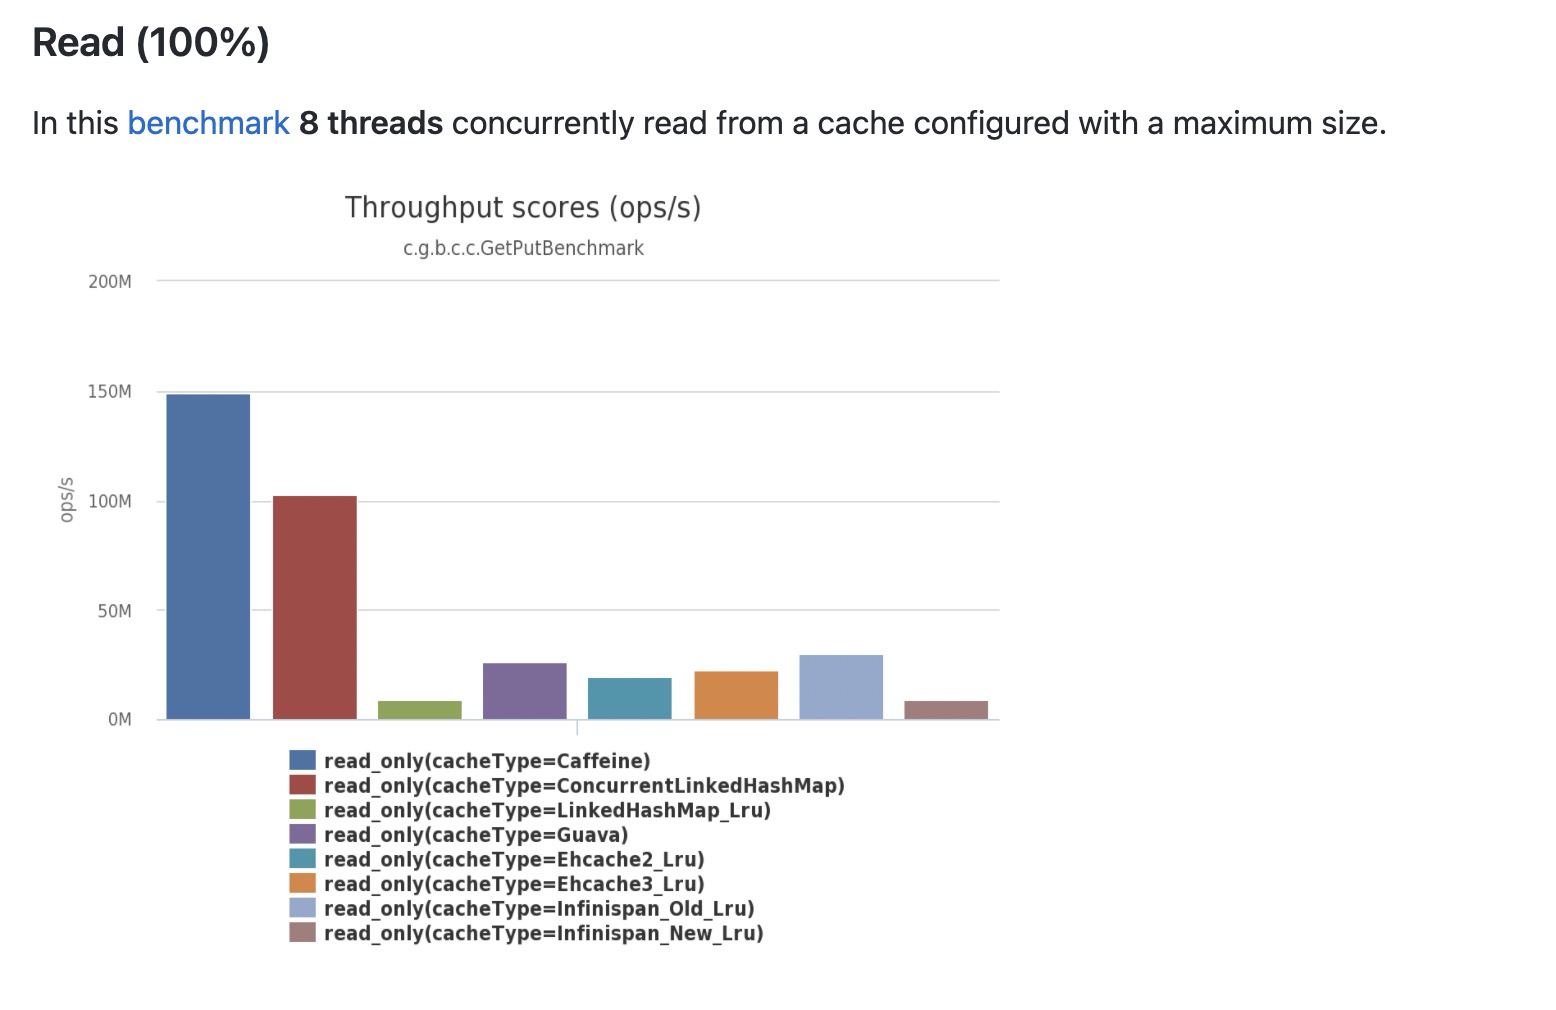 Read (100%)
In this benchmark 8 threads concurrently read from a cache configured with a maximum size.
Throughput scores (ops/s)
c.g.b.c.c.GetPutBenchmark
200M
150M
100M
50M
0M
ops/s
read_only(cacheType=Caffeine)
read_only(cacheType=ConcurrentLinkedHashMap)
read_only(cacheType=LinkedHashMap_Lru)
read_only(cacheType=Guava)
read_only(cacheType=Ehcache2_Lru)
read_only(cacheType=Ehcache3_Lru)
read_only(cacheType=Infinispan_Old_Lru)
read_only(cacheType=Infinispan_New_Lru)